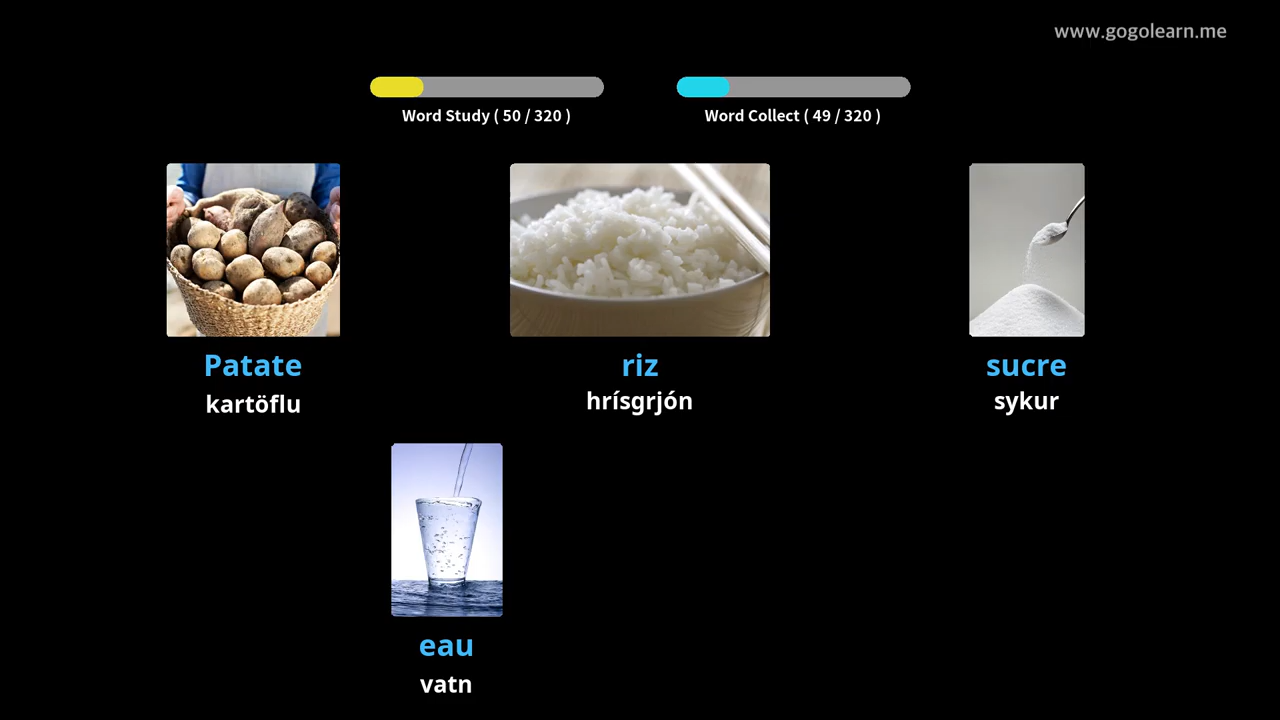 www.gogolearn.me
Word Study ( 50 / 320 )
Word Collect ( 49 / 320 )
Patate
kartöflu
riz
hrísgrjón
sucre
sykur
eau
vatn